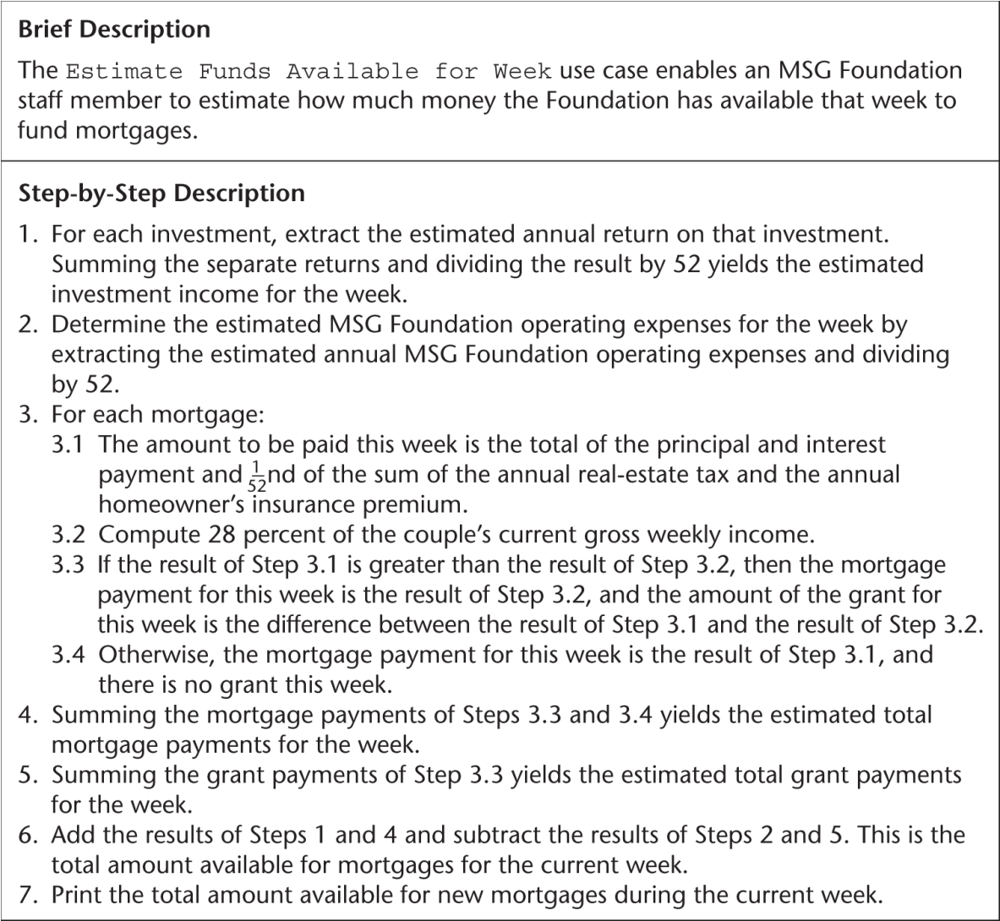 Brief Description
The Estimate Funds Available for Week use case enables an MSG Foundation
staff member to estimate how much money the Foundation has available that week to
fund mortgages.
Step-by-Step Description
1. For each investment, extract the estimated annual return on that investment.
Summing the separate returns and dividing the result by 52 yields the estimated
investment income for the week.
2. Determine the estimated MSG Foundation operating expenses for the week by
extracting the estimated annual MSG Foundation operating expenses and dividing
by 52.
3. For each mortgage:
3.1 The amount to be paid this week is the total of the principal and interest
payment and 1/52nd of the sum of the annual real-estate tax and the annual
homeowner’s insurance premium.
3.2 Compute 28 percent of the couple’s current gross weekly income.
3.3 If the result of Step 3.1 is greater than the result of Step 3.2, then the mortgage
payment for this week is the result of Step 3.2, and the amount of the grant for
this week is the difference between the result of Step 3.1 and the result of Step 3.2.
3.4 Otherwise, the mortgage payment for this week is the result of Step 3.1, and
there is no grant this week.
4. Summing the mortgage payments of Steps 3.3 and 3.4 yields the estimated total
mortgage payments for the week.
5. Summing the grant payments of Step 3.3 yields the estimated total grant payments
for the week.
6. Add the results of Steps 1 and 4 and subtract the results of Steps 2 and 5. This is the
total amount available for mortgages for the current week.
7. Print the total amount available for new mortgages during the current week.